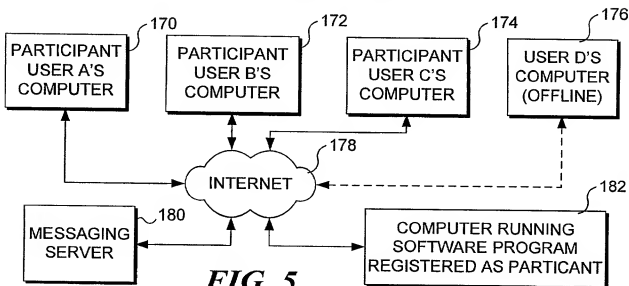 170
PARTICIPANT
USER A'S
COMPUTER
172
PARTICIPANT
USER B'S
COMPUTER
174
PARTICIPANT
USER C'S
COMPUTER
176
USER D'S
COMPUTER
(OFFLINE)
178
INTERNET
180
MESSAGING
SERVER
182
COMPUTER RUNNING
SOFTWARE PROGRAM
REGISTERED AS PARTICANT
FIG. 5